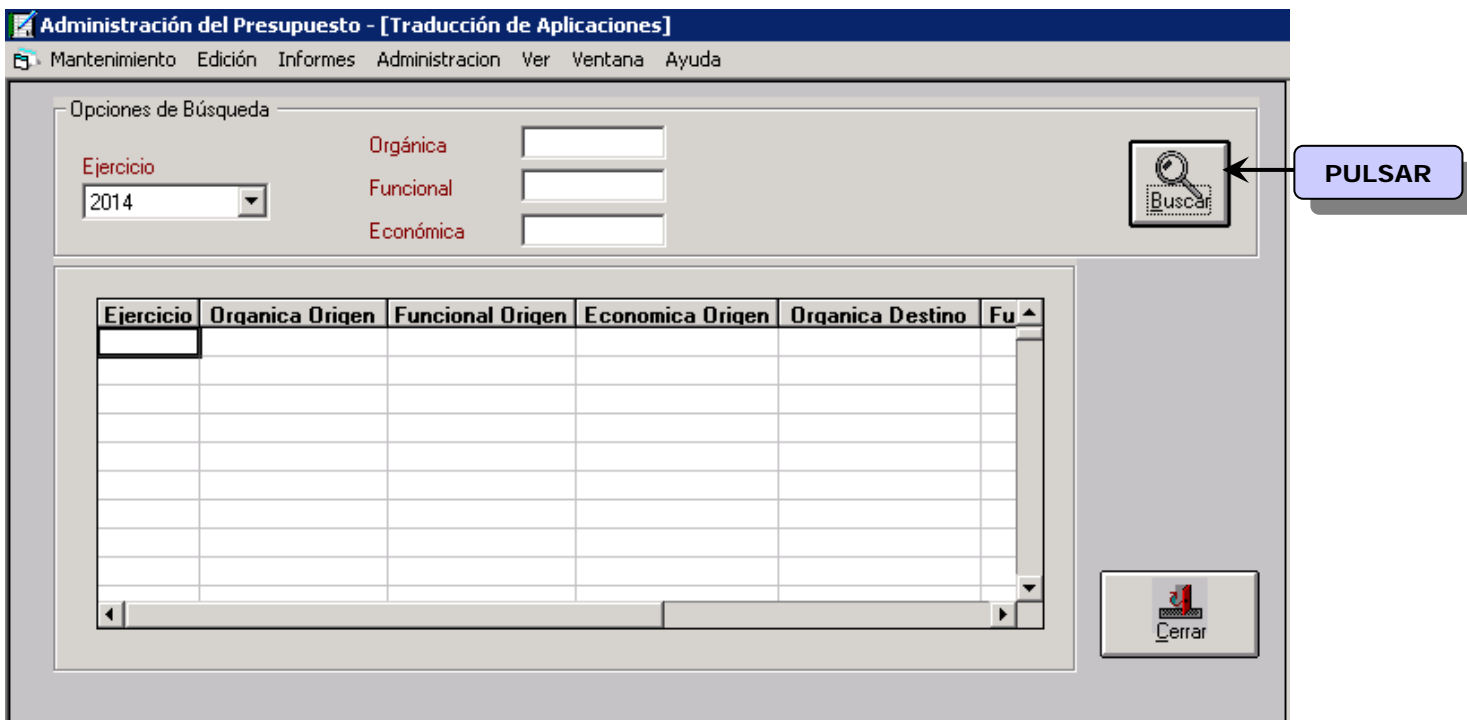 Administración del Presupuesto - [Traducción de Aplicaciones]
Mantenimiento Edición Informes Administracion Ver Ventana Ayuda
Opciones de Búsqueda
Orgánica
Ejercicio
2014
Funcional
Económica
Buscar
PULSAR
Ejercicio Organica Origen Funcional Origen Economica Origen Organica Destino Fu
Cerrar